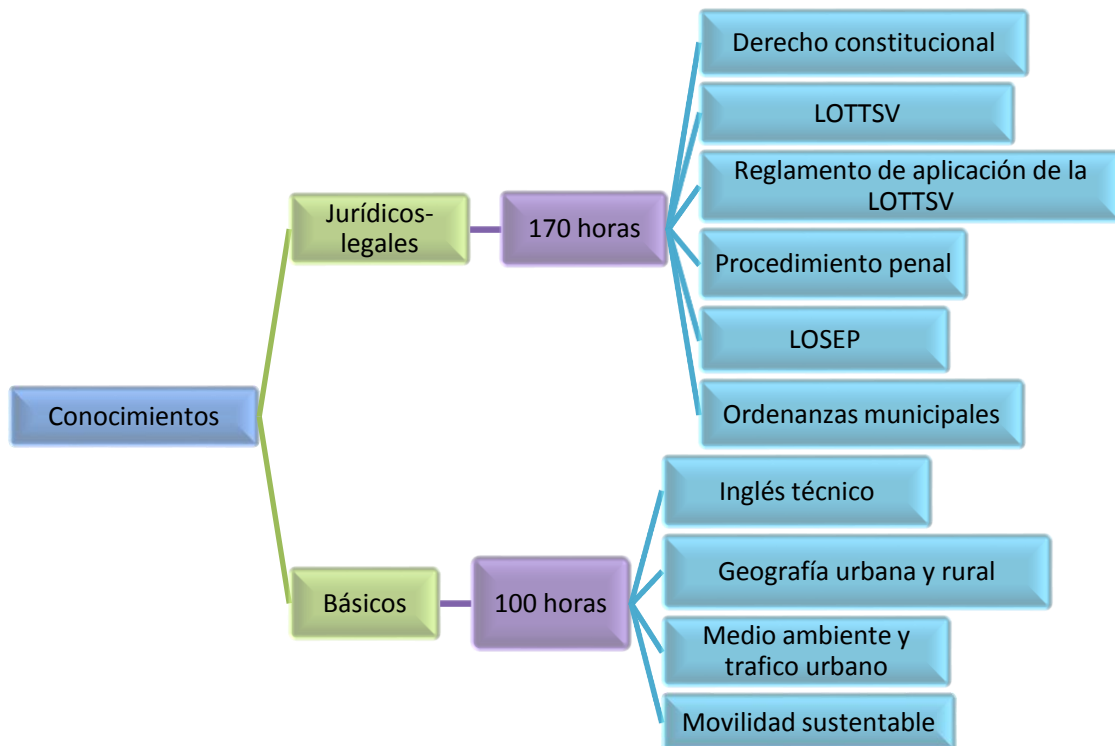 Conocimientos
Jurídicos-
legales
170 horas
Derecho constitucional
LOTTSV
Reglamento de aplicación de la
LOTTSV
Procedimiento penal
LOSEP
Ordenanzas municipales
Básicos
100 horas
Inglés técnico
Geografía urbana y rural
Medio ambiente y
trafico urbano
Movilidad sustentable